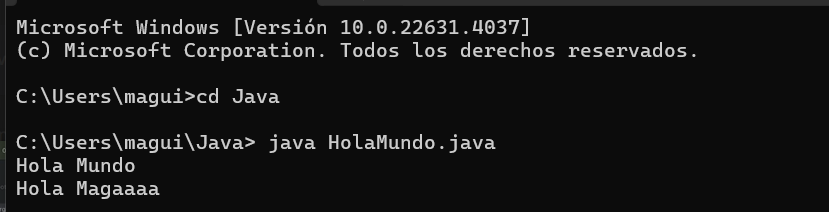 Microsoft Windows [Versión 10.0.22631.4037]
(c) Microsoft Corporation. Todos los derechos reservados.
C:\Users\magui>cd Java
C:\Users\magui\Java> java HolaMundo.java
Hola Mundo
Hola Magaaaa